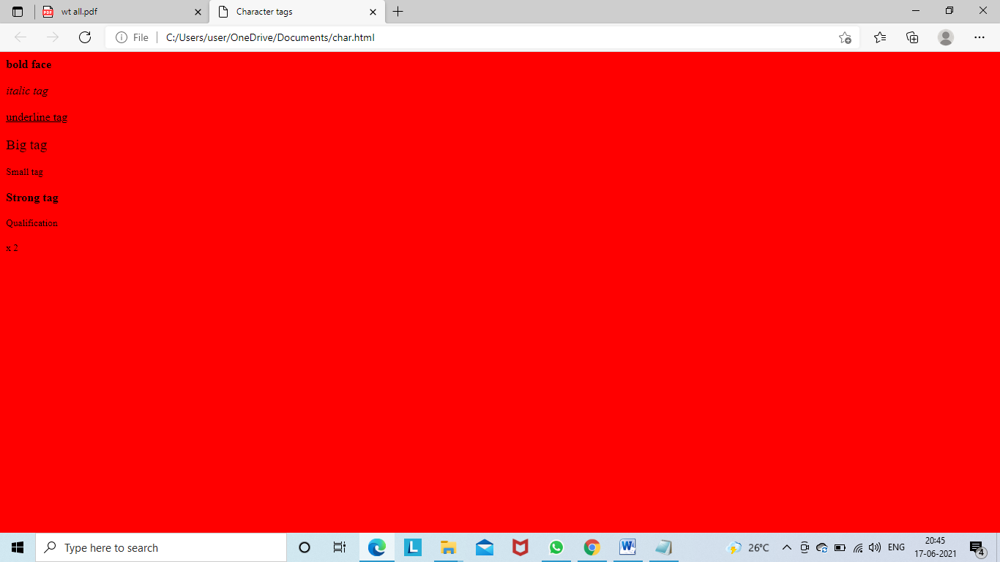 wt all.pdf
Character tags
File
C:/Users/user/OneDrive/Documents/char.html
bold face
italic tag
underline tag
Big tag
Small tag
Strong tag
Qualification
x 2
Type here to search
26°C
ENG
20:45
17-06-2021
4